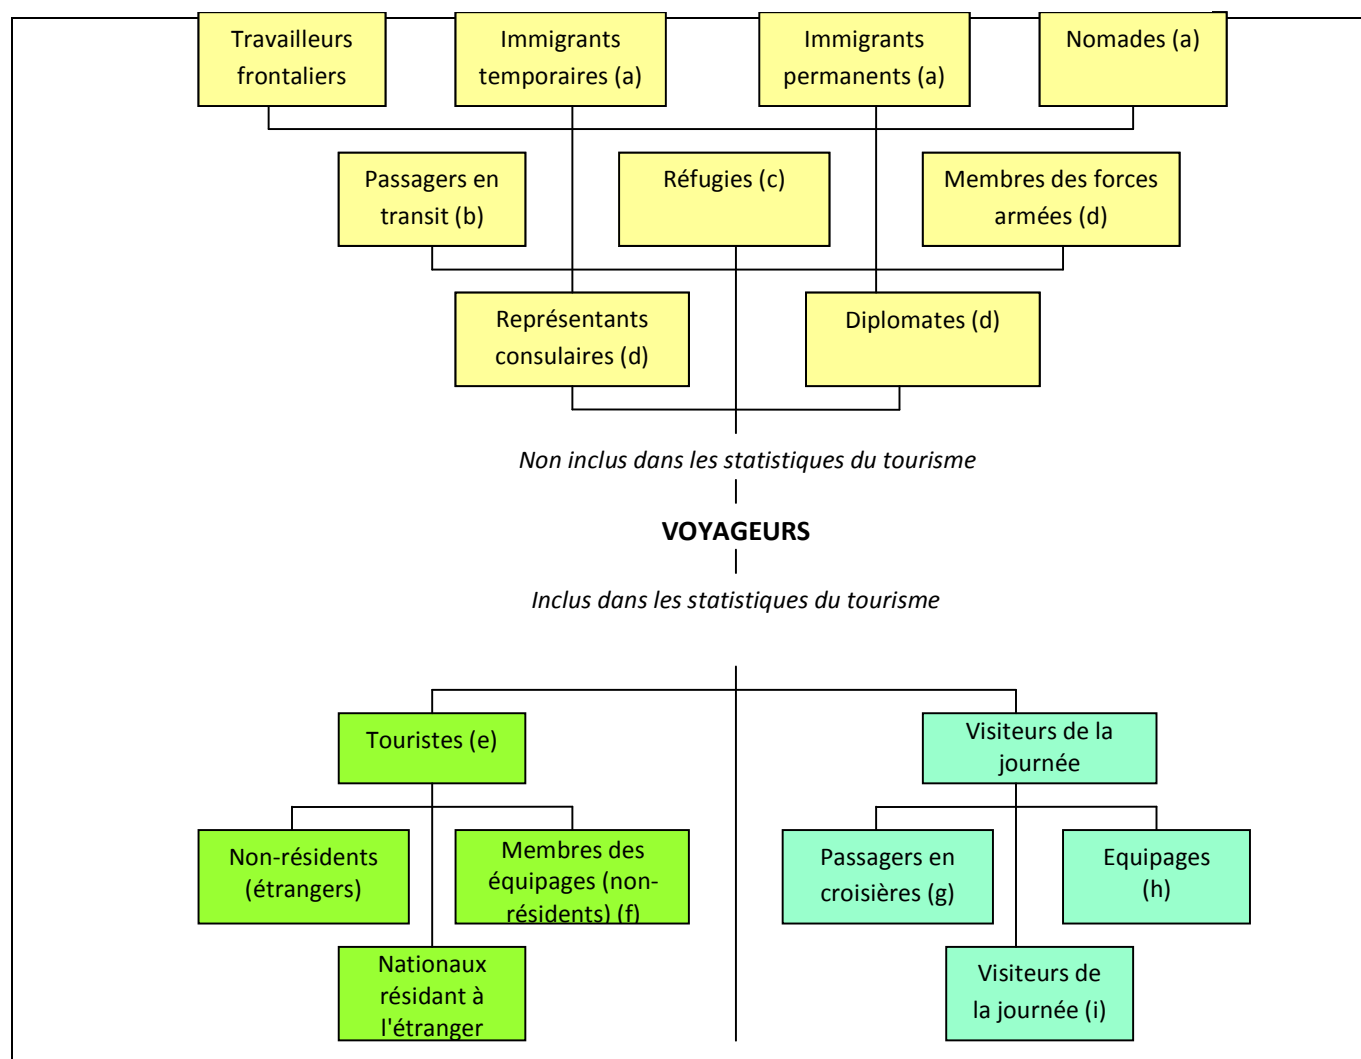 Travailleurs
frontaliers
Immigrants
temporaires (a)
Immigrants
permanents (a)
Nomades (a)
Passagers en
transit (b)
Réfugies (c)
Membres des forces
armées (d)
Représentants
consulaires (d)
Diplomates (d)
Non inclus dans les statistiques du tourisme
VOYAGEURS
Inclus dans les statistiques du tourisme
Touristes (e)
Visiteurs de la
journée
Non-résidents
(étrangers)
Membres des
équipages (non-
résidents) (f)
Passagers en
croisières (g)
Equipages
(h)
Nationaux
résidant à
l'étranger
Visiteurs de
la journée (i)